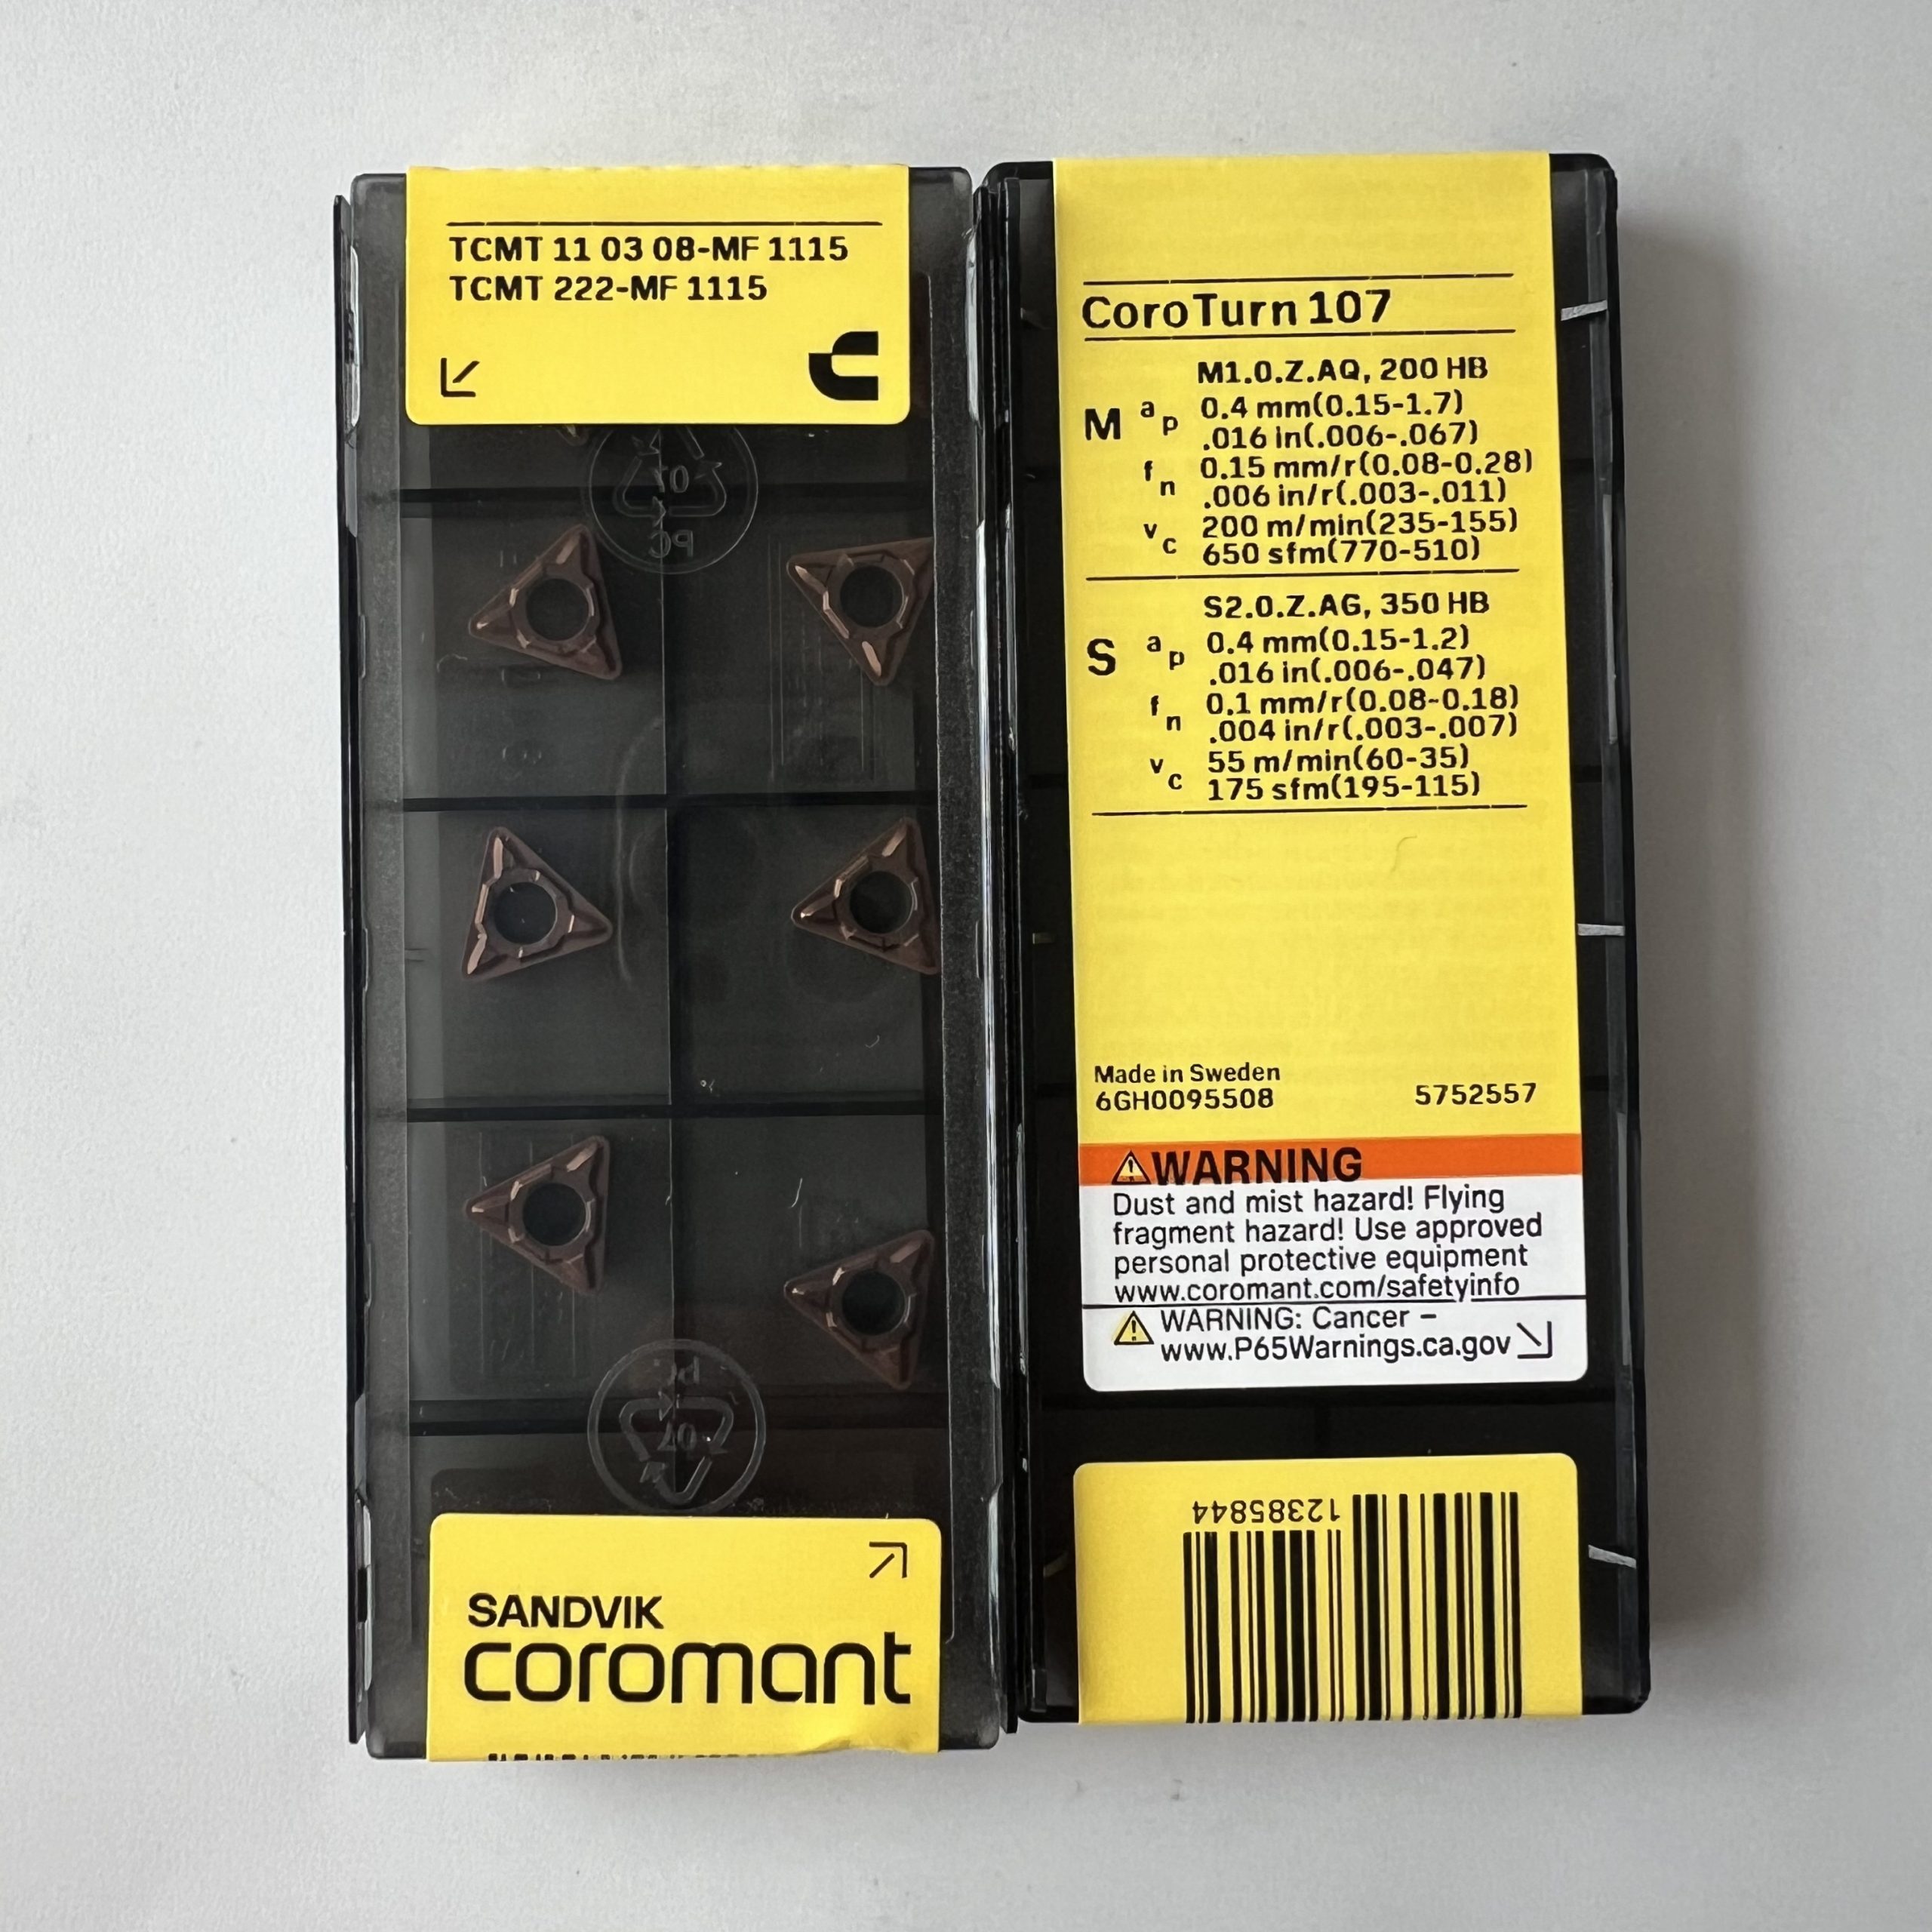 TCMT 11 03 08-MF 1115
TCMT 222-MF 1115
07
PC
PC
07
SANDVIK
coromant
CoroTurn 107
M1.0.Z.AQ, 200 HB
M ap 0.4 mm(0.15-1.7)
.016 in(.006-.067)
fn 0.15 mm/r(0.08-0.28)
.006 in/r(.003-.011)
vc 200 m/min(235-155)
650 sfm(770-510)
S2.0.Z.AG, 350 HB
S ap 0.4 mm(0.15-1.2)
.016 in(.006-.047)
fn 0.1 mm/r(0.08-0.18)
.004 in/r(.003-.007)
vc 55 m/min(60-35)
175 sfm(195-115)
Made in Sweden
6GH0095508 5752557
WARNING
Dust and mist hazard! Flying
fragment hazard! Use approved
personal protective equipment
www.coromant.com/safetyinfo
WARNING: Cancer –
www.P65Warnings.ca.gov
12385844